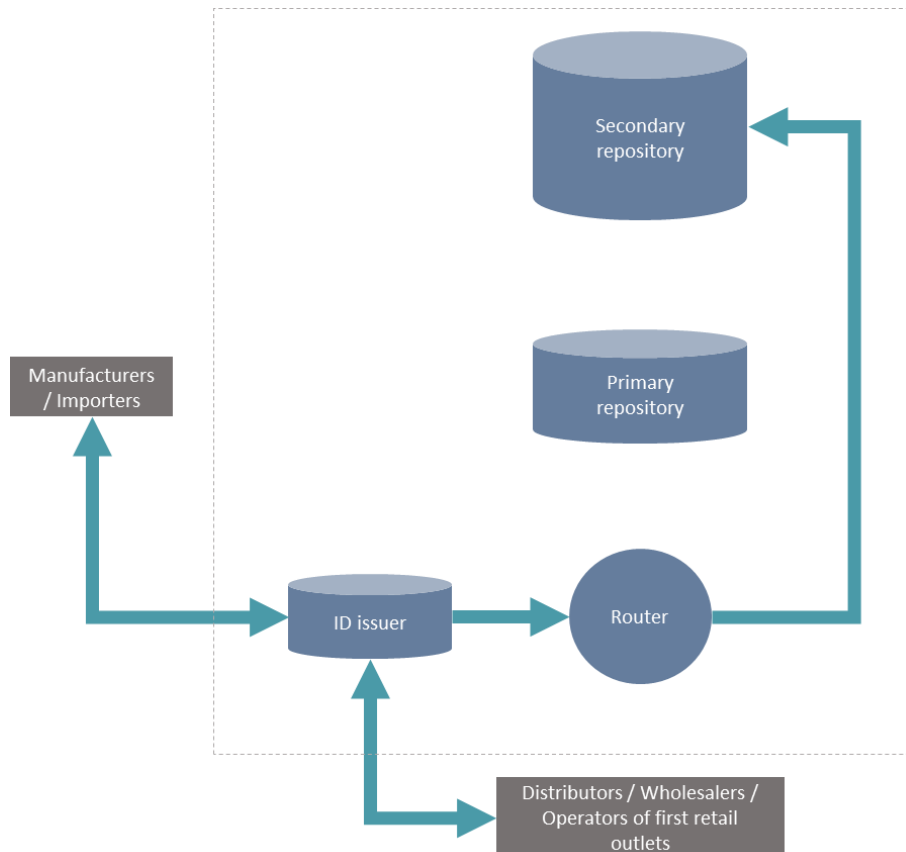 Secondary
repository
Manufacturers
/ Importers
Primary
repository
ID issuer
Router
Distributors / Wholesalers /
Operators of first retail
outlets